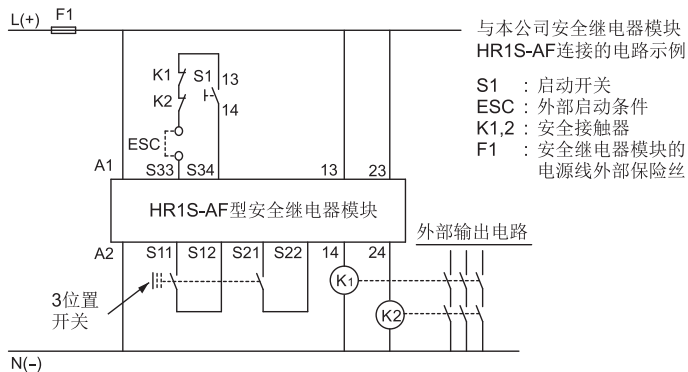 L(+)
F1
与本公司安全继电器模块
HR1S-AF连接的电路示例
S1 : 启动开关
ESC : 外部启动条件
K1,2 : 安全接触器
F1 : 安全继电器模块的
电源线外部保险丝
K1
S1
13
K2
14
ESC
A1
S33
S34
13
23
HR1S-AF型安全继电器模块
A2
S11
S12
S21
S22
14
24
外部输出电路
K1
3位置
开关
K2
N(−)